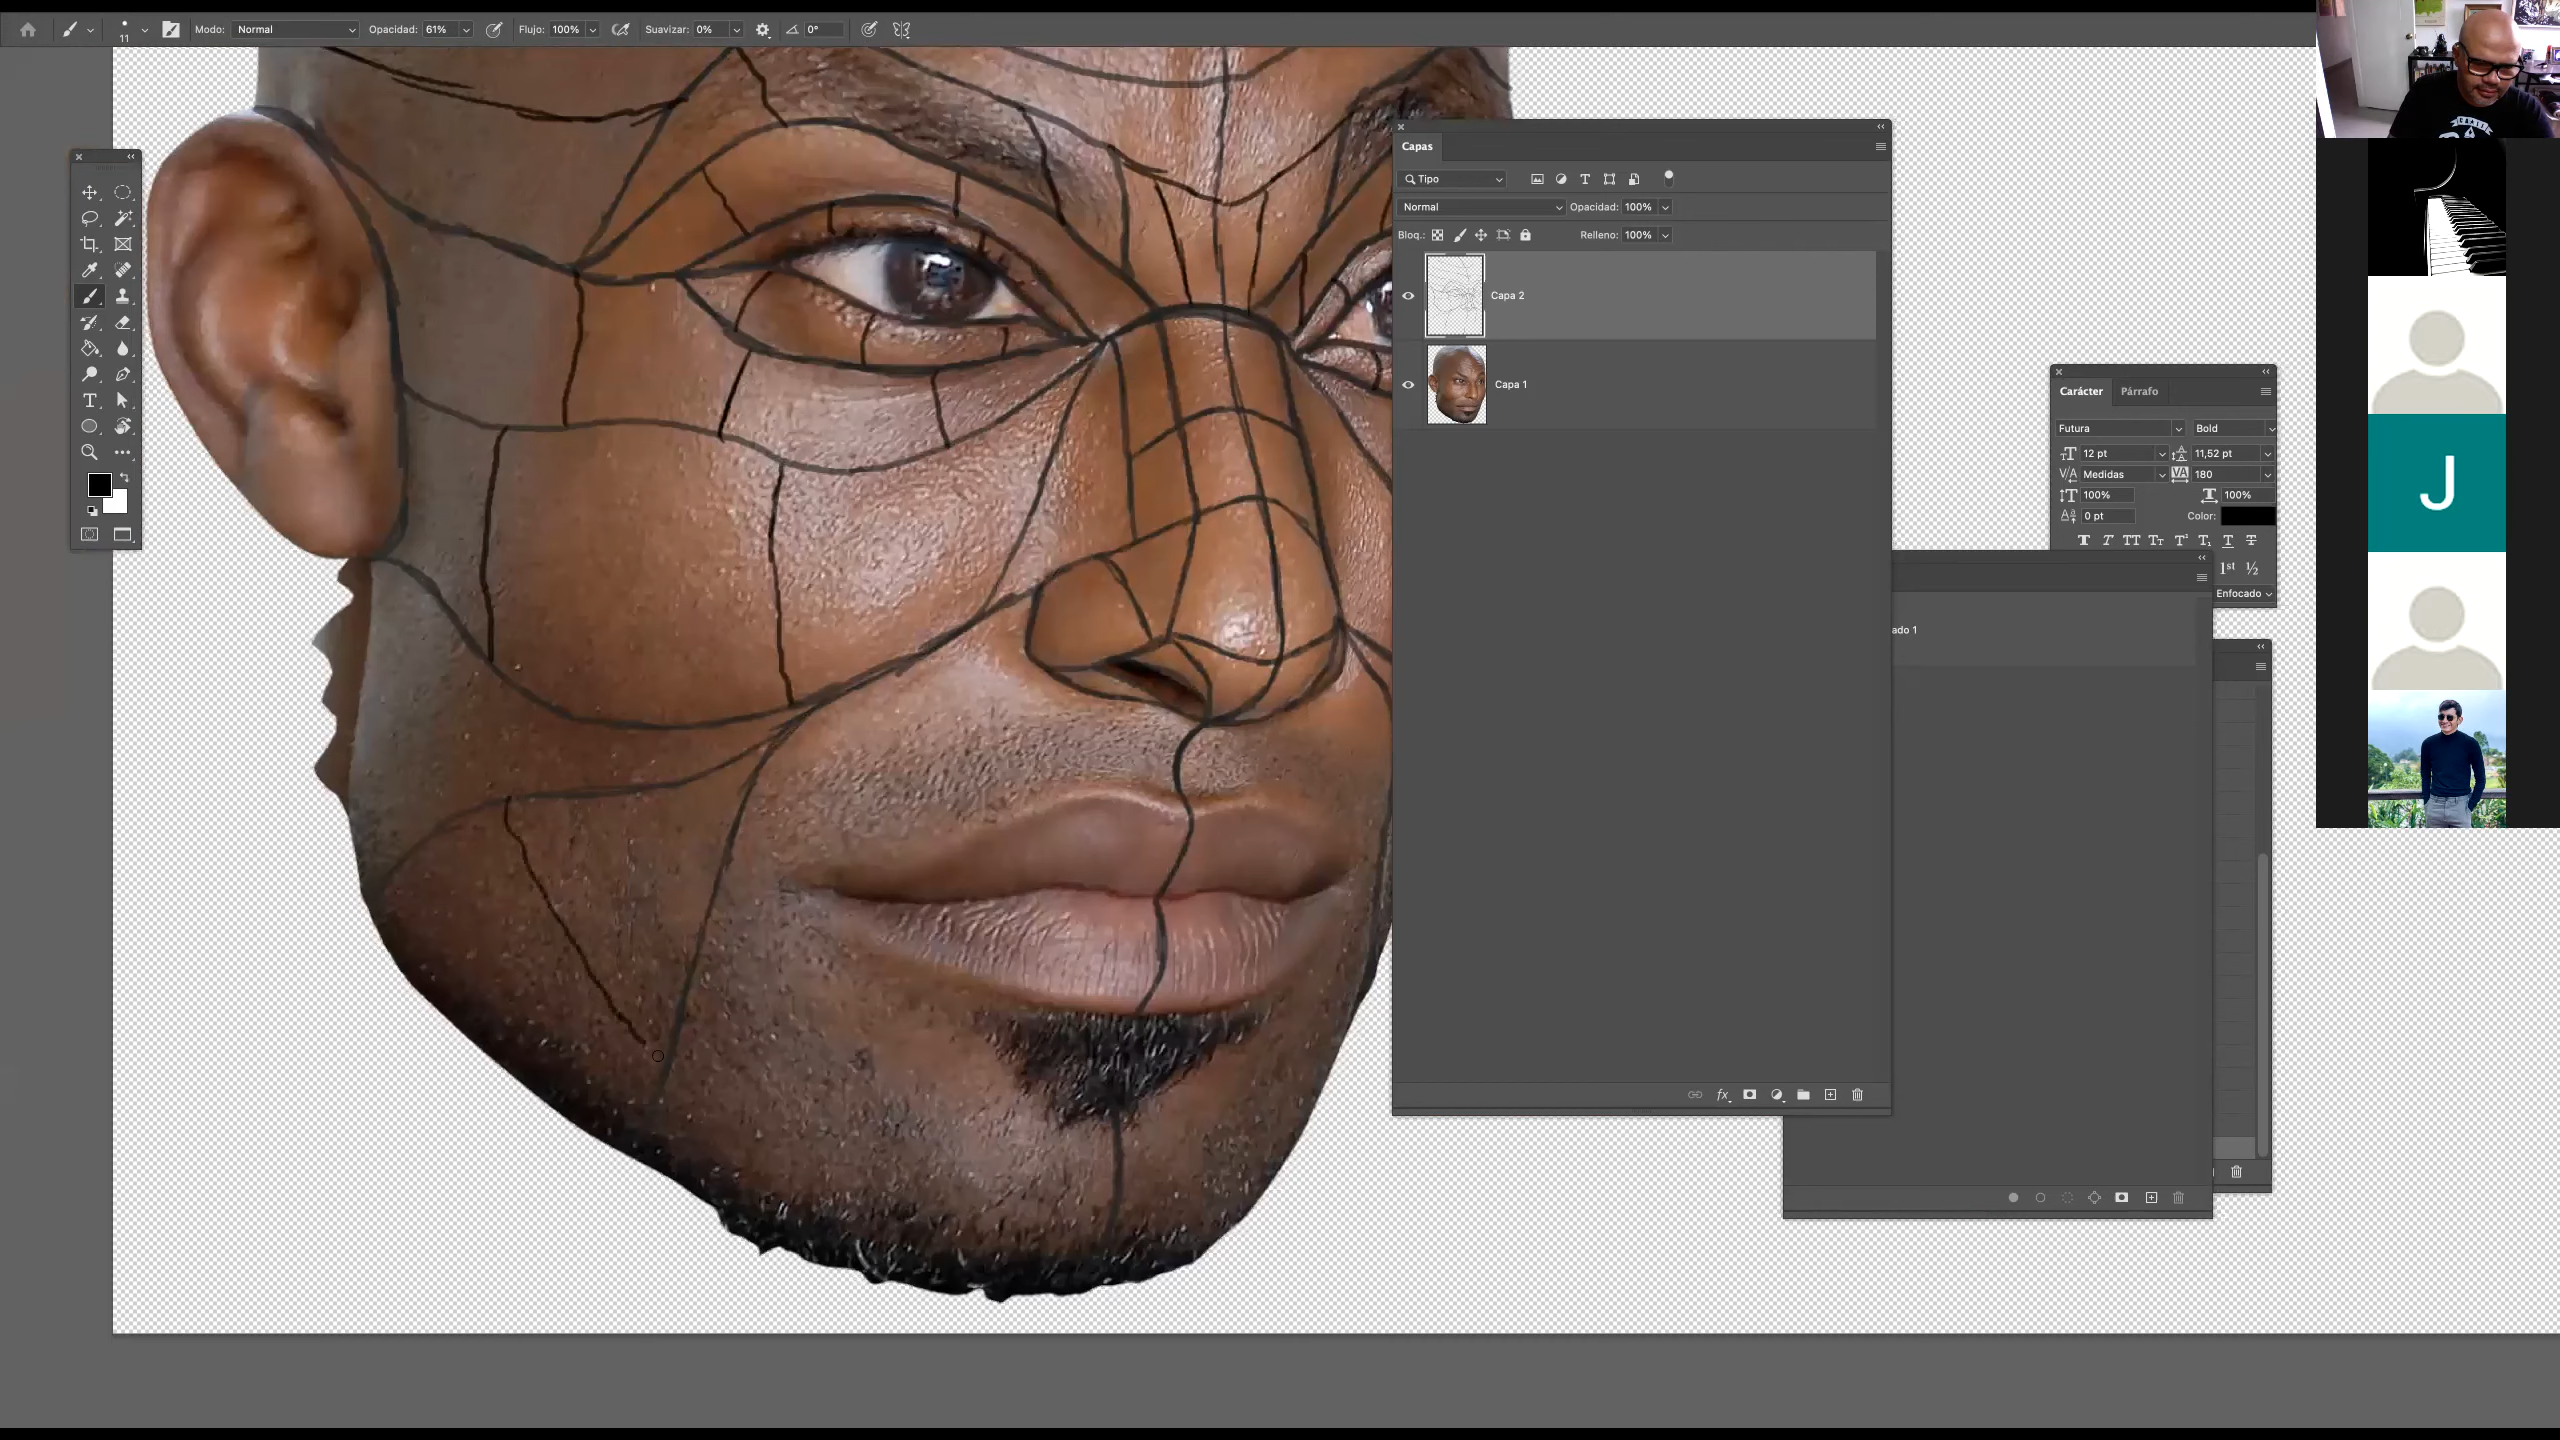 11 Modo: Normal Opacidad: 61% Flujo: 100% Suavizar: 0% 0°
Capas
Tipo
Normal Opacidad: 100%
Bloq.: Relleno: 100%
Capa 2
Capa 1
Carácter Párrafo
Futura Bold
12 pt 11,52 pt
Medidas 180
100% 100%
0 pt Color:
1st ½
Enfocado
ado 1
J